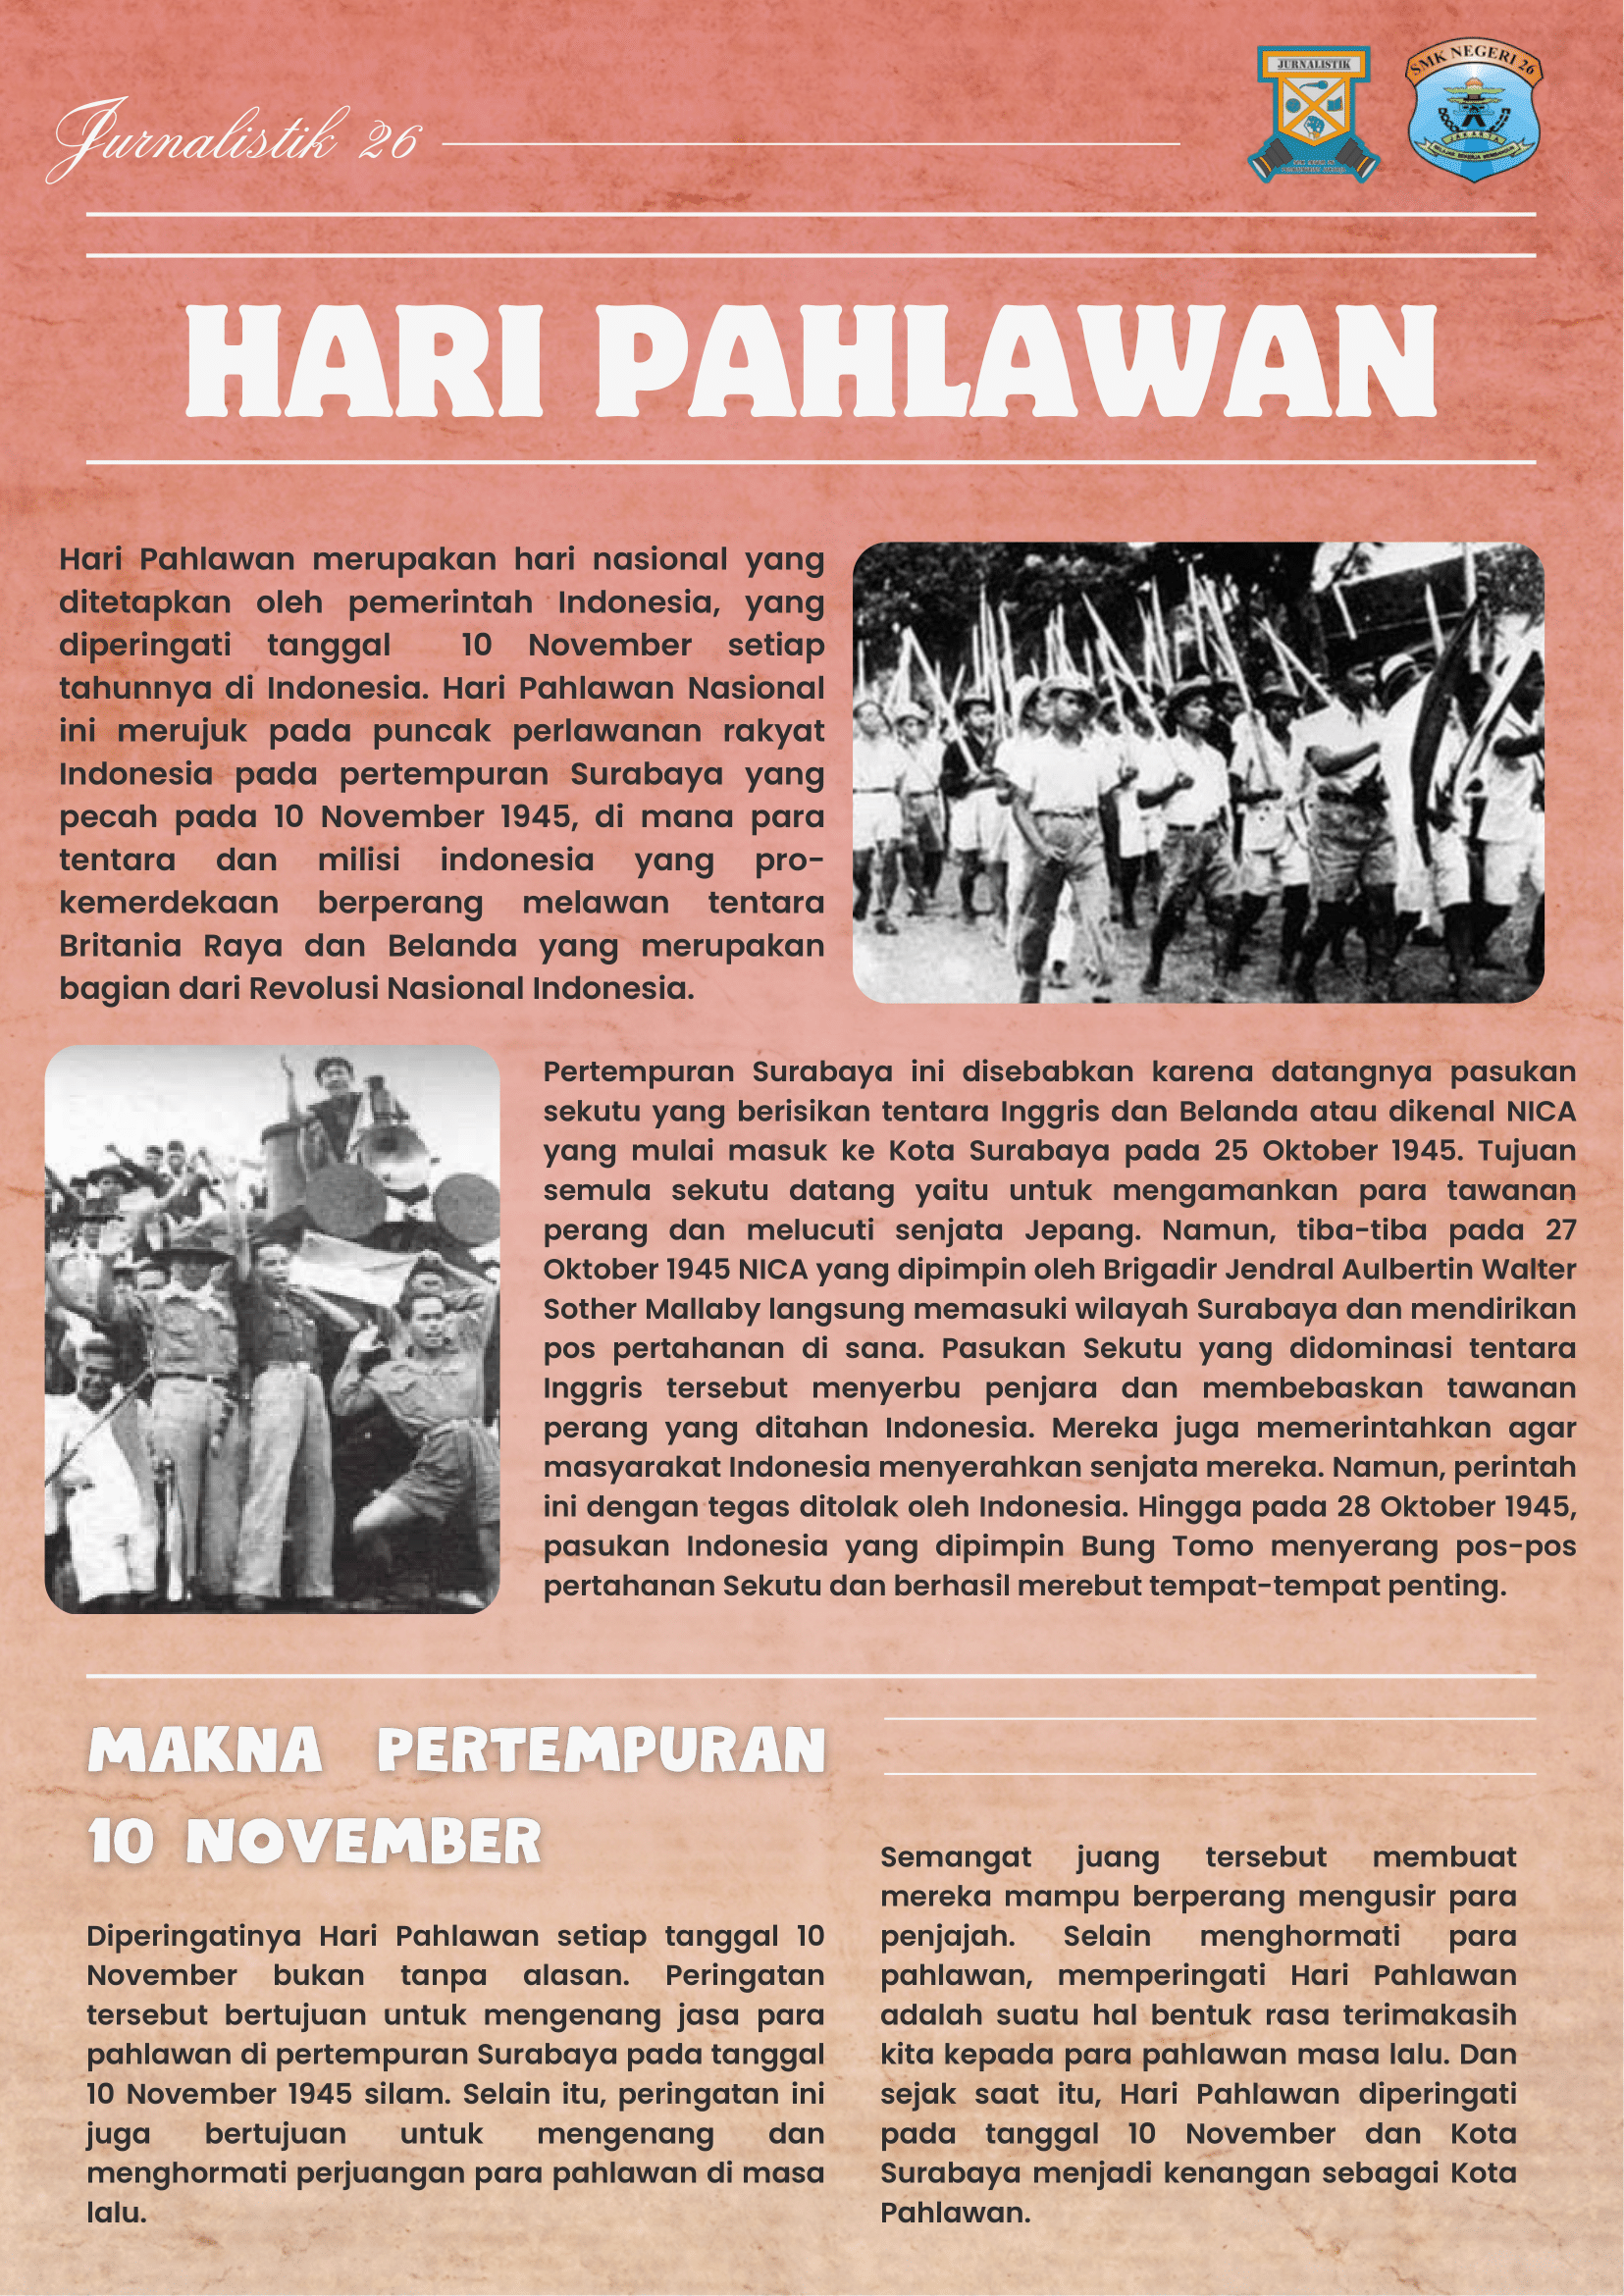 Jurnalistik 26
JURNALISTIK
SMK NEGERI 26
JAKARTA
HARI PAHLAWAN
Hari Pahlawan merupakan hari nasional yang
ditetapkan oleh pemerintah Indonesia, yang
diperingati tanggal 10 November setiap
tahunnya di Indonesia. Hari Pahlawan Nasional
ini merujuk pada puncak perlawanan rakyat
Indonesia pada pertempuran Surabaya yang
pecah pada 10 November 1945, di mana para
tentara dan milisi indonesia yang pro-
kemerdekaan berperang melawan tentara
Britania Raya dan Belanda yang merupakan
bagian dari Revolusi Nasional Indonesia.
Pertempuran Surabaya ini disebabkan karena datangnya pasukan
sekutu yang berisikan tentara Inggris dan Belanda atau dikenal NICA
yang mulai masuk ke Kota Surabaya pada 25 Oktober 1945. Tujuan
semula sekutu datang yaitu untuk mengamankan para tawanan
perang dan melucuti senjata Jepang. Namun, tiba-tiba pada 27
Oktober 1945 NICA yang dipimpin oleh Brigadir Jendral Aulbertin Walter
Sother Mallaby langsung memasuki wilayah Surabaya dan mendirikan
pos pertahanan di sana. Pasukan Sekutu yang didominasi tentara
Inggris tersebut menyerbu penjara dan membebaskan tawanan
perang yang ditahan Indonesia. Mereka juga memerintahkan agar
masyarakat Indonesia menyerahkan senjata mereka. Namun, perintah
ini dengan tegas ditolak oleh Indonesia. Hingga pada 28 Oktober 1945,
pasukan Indonesia yang dipimpin Bung Tomo menyerang pos-pos
pertahanan Sekutu dan berhasil merebut tempat-tempat penting.
MAKNA PERTEMPURAN
10 NOVEMBER
Diperingatinya Hari Pahlawan setiap tanggal 10
November bukan tanpa alasan. Peringatan
tersebut bertujuan untuk mengenang jasa para
pahlawan di pertempuran Surabaya pada tanggal
10 November 1945 silam. Selain itu, peringatan ini
juga bertujuan untuk mengenang dan
menghormati perjuangan para pahlawan di masa
lalu.
Semangat juang tersebut membuat
mereka mampu berperang mengusir para
penjajah. Selain menghormati para
pahlawan, memperingati Hari Pahlawan
adalah suatu hal bentuk rasa terimakasih
kita kepada para pahlawan masa lalu. Dan
sejak saat itu, Hari Pahlawan diperingati
pada tanggal 10 November dan Kota
Surabaya menjadi kenangan sebagai Kota
Pahlawan.